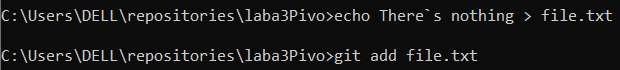 C:\Users\DELL\repositories\laba3Pivo>echo There`s nothing > file.txt
C:\Users\DELL\repositories\laba3Pivo>git add file.txt